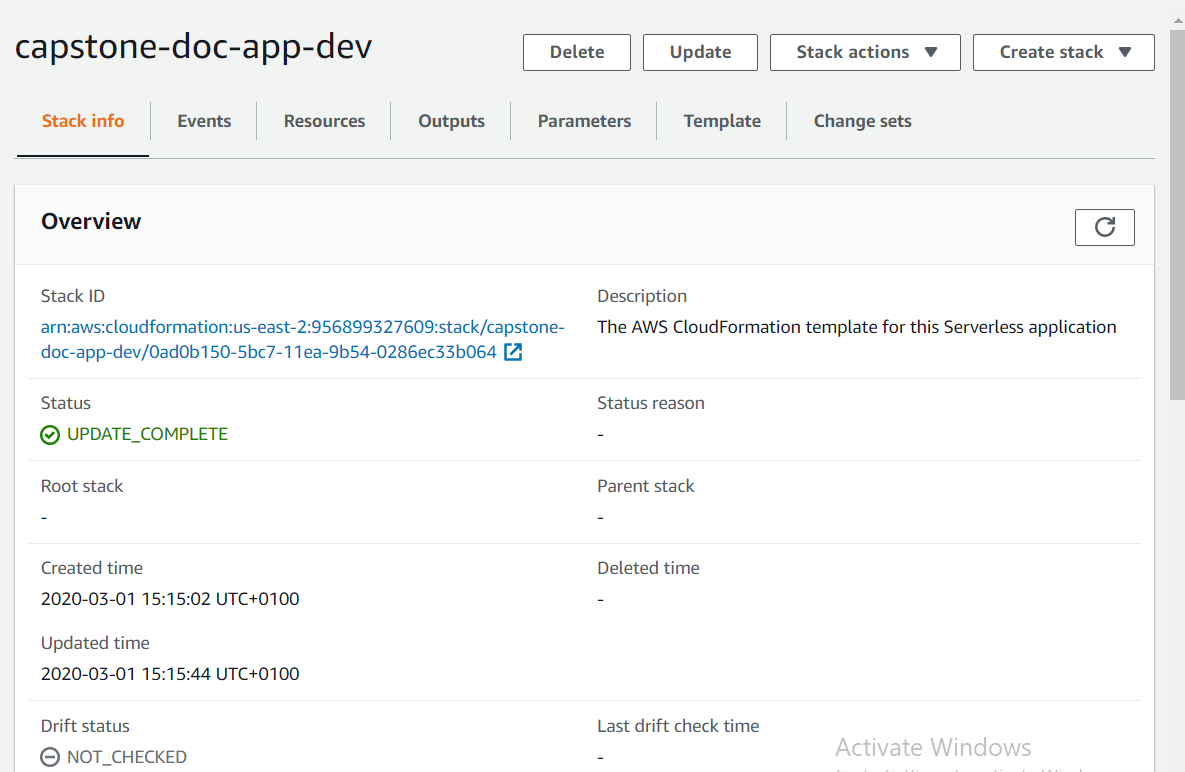 capstone-doc-app-dev
Delete
Update
Stack actions
Create stack
Stack info
Events
Resources
Outputs
Parameters
Template
Change sets
Overview
Stack ID
arn:aws:cloudformation:us-east-2:956899327609:stack/capstone-
doc-app-dev/0ad0b150-5bc7-11ea-9b54-0286ec33b064
Description
The AWS CloudFormation template for this Serverless application
Status
UPDATE_COMPLETE
Status reason
-
Root stack
-
Parent stack
-
Created time
2020-03-01 15:15:02 UTC+0100
Deleted time
-
Updated time
2020-03-01 15:15:44 UTC+0100
Drift status
NOT_CHECKED
Last drift check time
-
Activate Windows